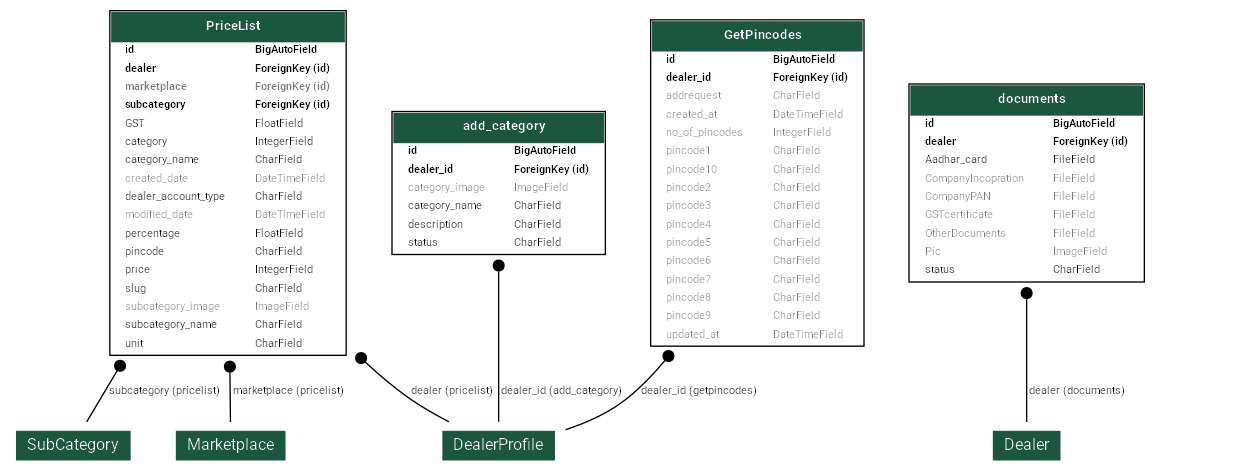 PriceList
id BigAutoField
dealer ForeignKey (id)
marketplace ForeignKey (id)
subcategory ForeignKey (id)
GST FloatField
category IntegerField
category_name CharField
created_date DateTimeField
dealer_account_type CharField
modified_date DateTimeField
percentage FloatField
pincode CharField
price IntegerField
slug CharField
subcategory_image ImageField
subcategory_name CharField
unit CharField
add_category
id BigAutoField
dealer_id ForeignKey (id)
category_image ImageField
category_name CharField
description CharField
status CharField
GetPincodes
id BigAutoField
dealer_id ForeignKey (id)
addrequest CharField
created_at DateTimeField
no_of_pincodes IntegerField
pincode1 CharField
pincode10 CharField
pincode2 CharField
pincode3 CharField
pincode4 CharField
pincode5 CharField
pincode6 CharField
pincode7 CharField
pincode8 CharField
pincode9 CharField
updated_at DateTimeField
documents
id BigAutoField
dealer ForeignKey (id)
Aadhar_card FileField
CompanyIncopration FileField
CompanyPAN FileField
GSTcertificate FileField
OtherDocuments FileField
Pic ImageField
status CharField
subcategory (pricelist)
marketplace (pricelist)
dealer (pricelist)
dealer_id (add_category)
dealer_id (getpincodes)
dealer (documents)
SubCategory
Marketplace
DealerProfile
Dealer